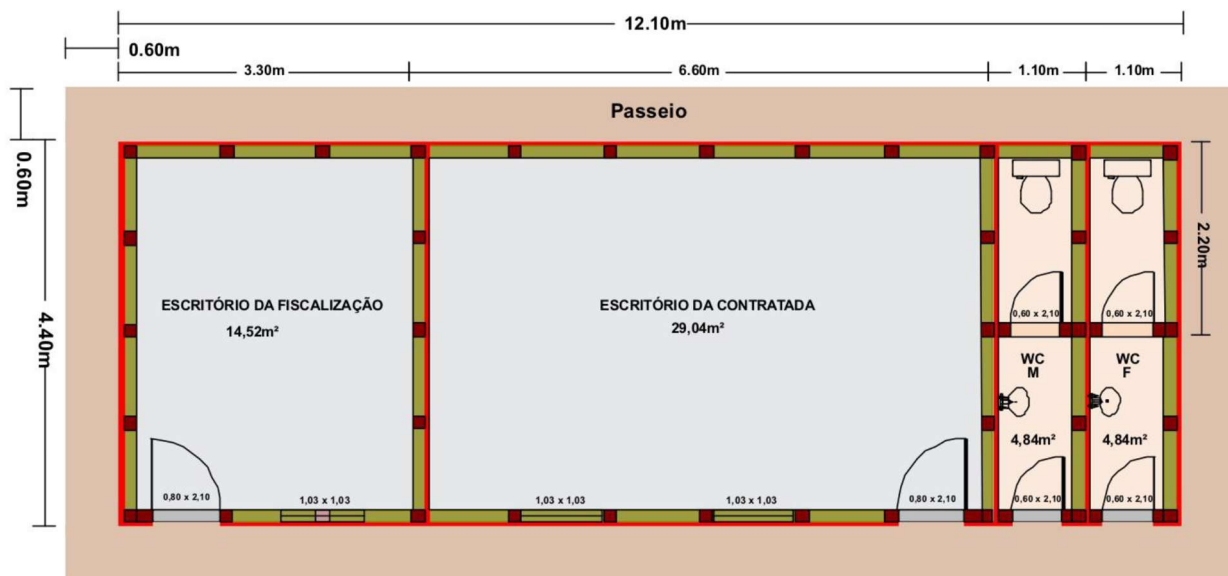 12.10m
0.60m
3.30m
6.60m
1.10m
1.10m
Passeio
0.60m
4.40m
2.20m
ESCRITÓRIO DA FISCALIZAÇÃO
14,52m²
ESCRITÓRIO DA CONTRATADA
29,04m²
0,60 x 2,10
0,60 x 2,10
WC
M
WC
F
4,84m²
4,84m²
0,80 x 2,10
1,03 x 1,03
1,03 x 1,03
1,03 x 1,03
0,80 x 2,10
0,60 x 2,10
0,60 x 2,10